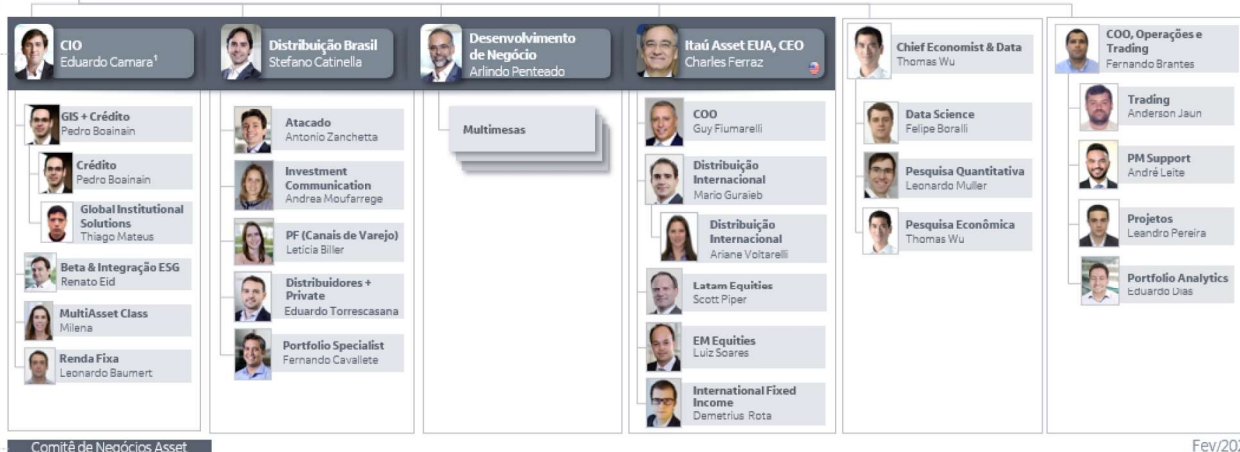 CIO
Eduardo Camara¹
GIS + Crédito
Pedro Boainain
Crédito
Pedro Boainain
Global Institutional
Solutions
Thiago Mateus
Beta & Integração ESG
Renato Eid
MultiAsset Class
Milena
Renda Fixa
Leonardo Baumert
Distribuição Brasil
Stefano Catinella
Atacado
Antonio Zanchetta
Investment
Communication
Andrea Moufarrege
PF (Canais de Varejo)
Leticia Biller
Distribuidores +
Private
Eduardo Torrescasana
Portfolio Specialist
Fernando Cavallete
Desenvolvimento
de Negócio
Arlindo Penteado
Multimesas
Itaú Asset EUA, CEO
Charles Ferraz
COO
Guy Fiumarelli
Distribuição
Internacional
Mario Guraieb
Distribuição
Internacional
Ariane Voltarelli
Latam Equities
Scott Piper
EM Equities
Luiz Soares
International Fixed
Income
Demetrius Rota
Chief Economist & Data
Thomas Wu
Data Science
Felipe Boralli
Pesquisa Quantitativa
Leonardo Muller
Pesquisa Econômica
Thomas Wu
COO, Operações e
Trading
Fernando Brantes
Trading
Anderson Jaun
PM Support
André Leite
Projetos
Leandro Pereira
Portfolio Analytics
Eduardo Dias
Comitê de Negócios Asset